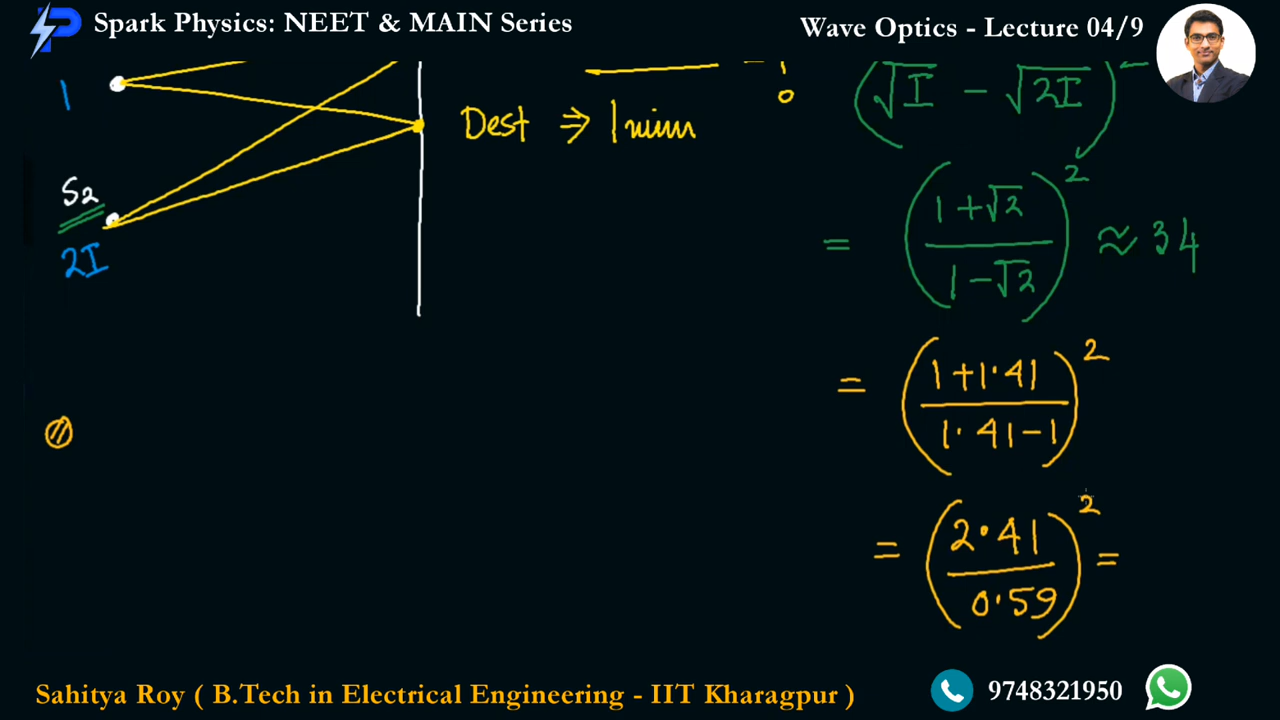 Spark Physics: NEET & MAIN Series
Wave Optics - Lecture 04/9
1
S2
2I
Dest ⇒ Imin
(√I − √2I)²
= ((1+√2)/(1−√2))² ≈ 34
= ((1+1.41)/(1.41−1))²
= (2.41/0.59)² =
Sahitya Roy ( B.Tech in Electrical Engineering - IIT Kharagpur )
9748321950